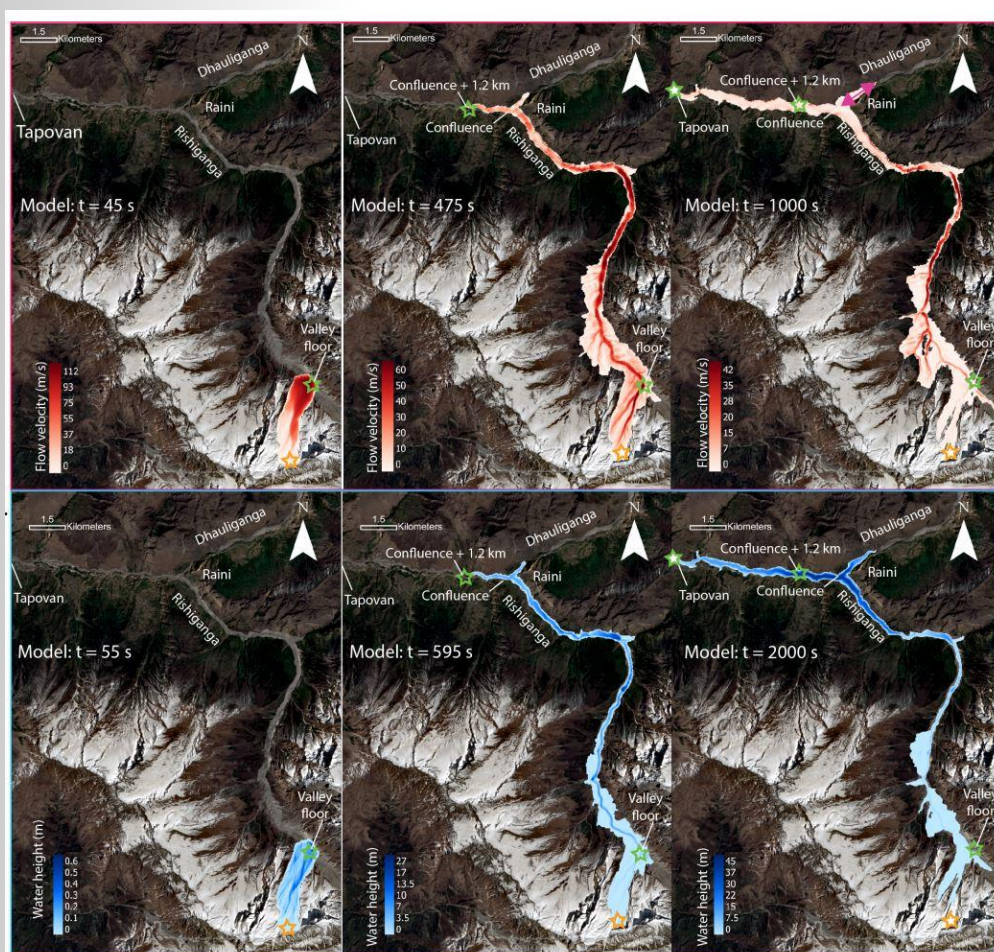 1.5
Kilometers
N
Dhauliganga
Raini
Tapovan
Rishiganga
Model: t = 45 s
Valley
floor
Flow velocity (m/s)
112
93
75
55
37
18
0
1.5
Kilometers
N
Dhauliganga
Confluence + 1.2 km
Raini
Tapovan
Confluence
Rishiganga
Model: t = 475 s
Valley
floor
Flow velocity (m/s)
60
50
40
30
20
10
0
1.5
Kilometers
N
Dhauliganga
Confluence + 1.2 km
Raini
Tapovan
Confluence
Rishiganga
Model: t = 1000 s
Valley
floor
Flow velocity (m/s)
42
35
28
20
15
7
0
1.5
Kilometers
N
Dhauliganga
Raini
Tapovan
Rishiganga
Model: t = 55 s
Valley
floor
Water height (m)
0.6
0.5
0.4
0.3
0.2
0.1
0
1.5
Kilometers
N
Dhauliganga
Confluence + 1.2 km
Raini
Tapovan
Confluence
Rishiganga
Model: t = 595 s
Valley
floor
Water height (m)
27
17
13.5
10
7
3.5
0
1.5
Kilometers
N
Dhauliganga
Confluence + 1.2 km
Raini
Tapovan
Confluence
Rishiganga
Model: t = 2000 s
Valley
floor
Water height (m)
45
37
30
22
15
7.5
0